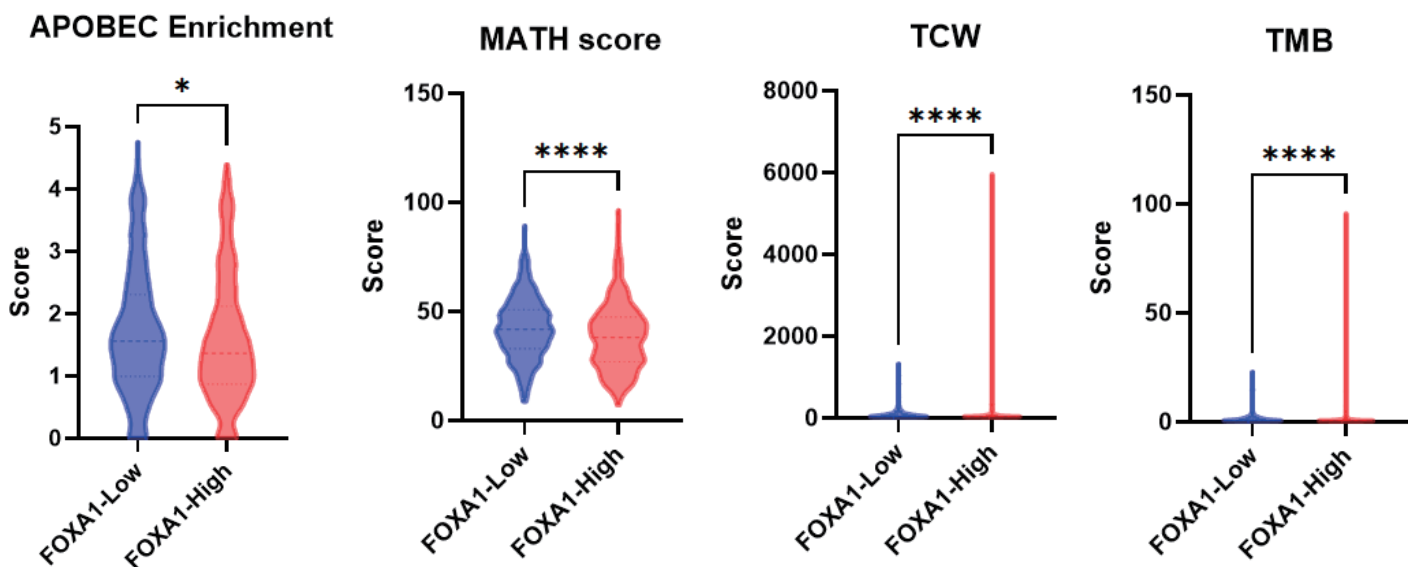 APOBEC Enrichment
*
5
4
3
2
1
0
Score
FOXA1-Low
FOXA1-High
MATH score
****
150
100
50
0
Score
FOXA1-Low
FOXA1-High
TCW
****
8000
6000
4000
2000
0
Score
FOXA1-Low
FOXA1-High
TMB
****
150
100
50
0
Score
FOXA1-Low
FOXA1-High